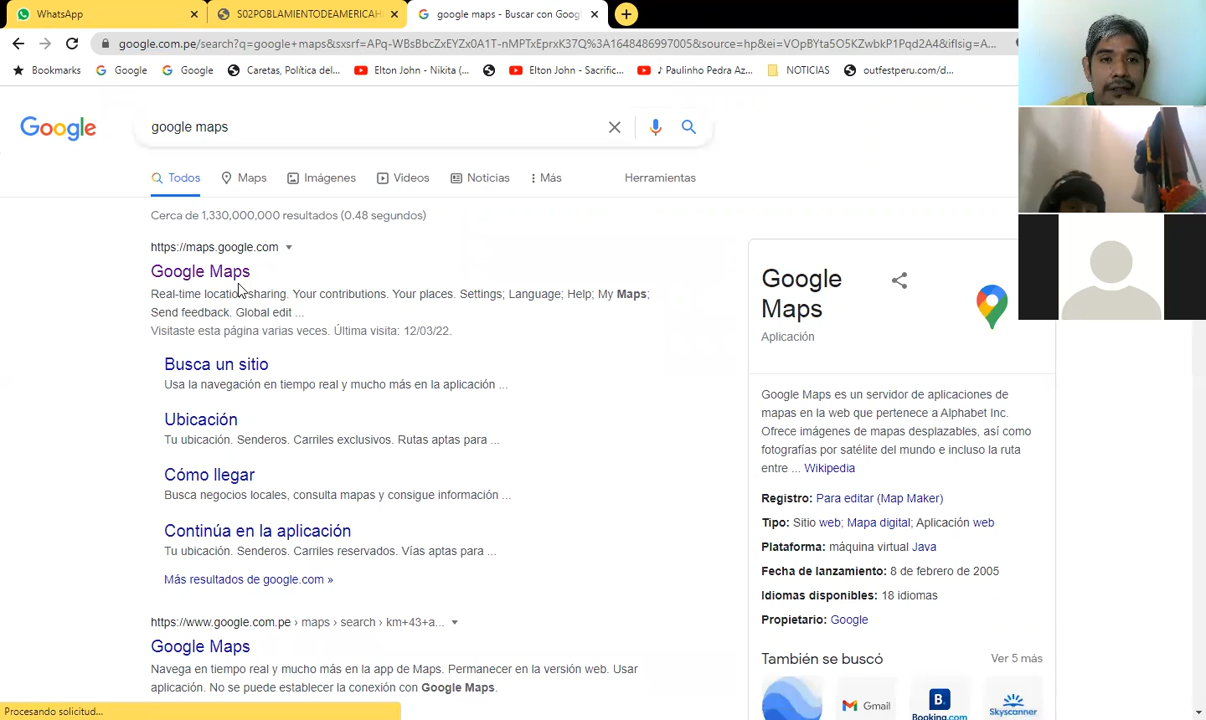 WhatsApp
S02POBLAMIENTODEAMERICAH
google maps - Buscar con Googl
google.com.pe/search?q=google+maps&sxsrf=APq-WBsBbcZxEYZx0A1T-nMPTxEprxK37Q%3A1648486997005&source=hp&ei=VOpBYta5O5KZwbkP1Pqd2A4&iflsig=A...
Bookmarks Google Google Caretas, Política del... Elton John - Nikita (... Elton John - Sacrific... ♪ Paulinho Pedra Az... NOTICIAS outfestperu.com/d...
Google
google maps
Todos Maps Imágenes Videos Noticias Más Herramientas
Cerca de 1,330,000,000 resultados (0.48 segundos)
https://maps.google.com
Google Maps
Real-time location sharing. Your contributions. Your places. Settings; Language; Help; My Maps;
Send feedback. Global edit ...
Visitaste esta página varias veces. Última visita: 12/03/22.
Busca un sitio
Usa la navegación en tiempo real y mucho más en la aplicación ...
Ubicación
Tu ubicación. Senderos. Carriles exclusivos. Rutas aptas para ...
Cómo llegar
Busca negocios locales, consulta mapas y consigue información ...
Continúa en la aplicación
Tu ubicación. Senderos. Carriles reservados. Vías aptas para ...
Más resultados de google.com »
https://www.google.com.pe › maps › search › km+43+a...
Google Maps
Navega en tiempo real y mucho más en la app de Maps. Permanecer en la versión web. Usar
aplicación. No se puede establecer la conexión con Google Maps.
Procesando solicitud...
Google
Maps
Aplicación
Google Maps es un servidor de aplicaciones de
mapas en la web que pertenece a Alphabet Inc.
Ofrece imágenes de mapas desplazables, así como
fotografías por satélite del mundo e incluso la ruta
entre ... Wikipedia
Registro: Para editar (Map Maker)
Tipo: Sitio web; Mapa digital; Aplicación web
Plataforma: máquina virtual Java
Fecha de lanzamiento: 8 de febrero de 2005
Idiomas disponibles: 18 idiomas
Propietario: Google
También se buscó Ver 5 más
Gmail
B.
Booking.com
Skyscanner